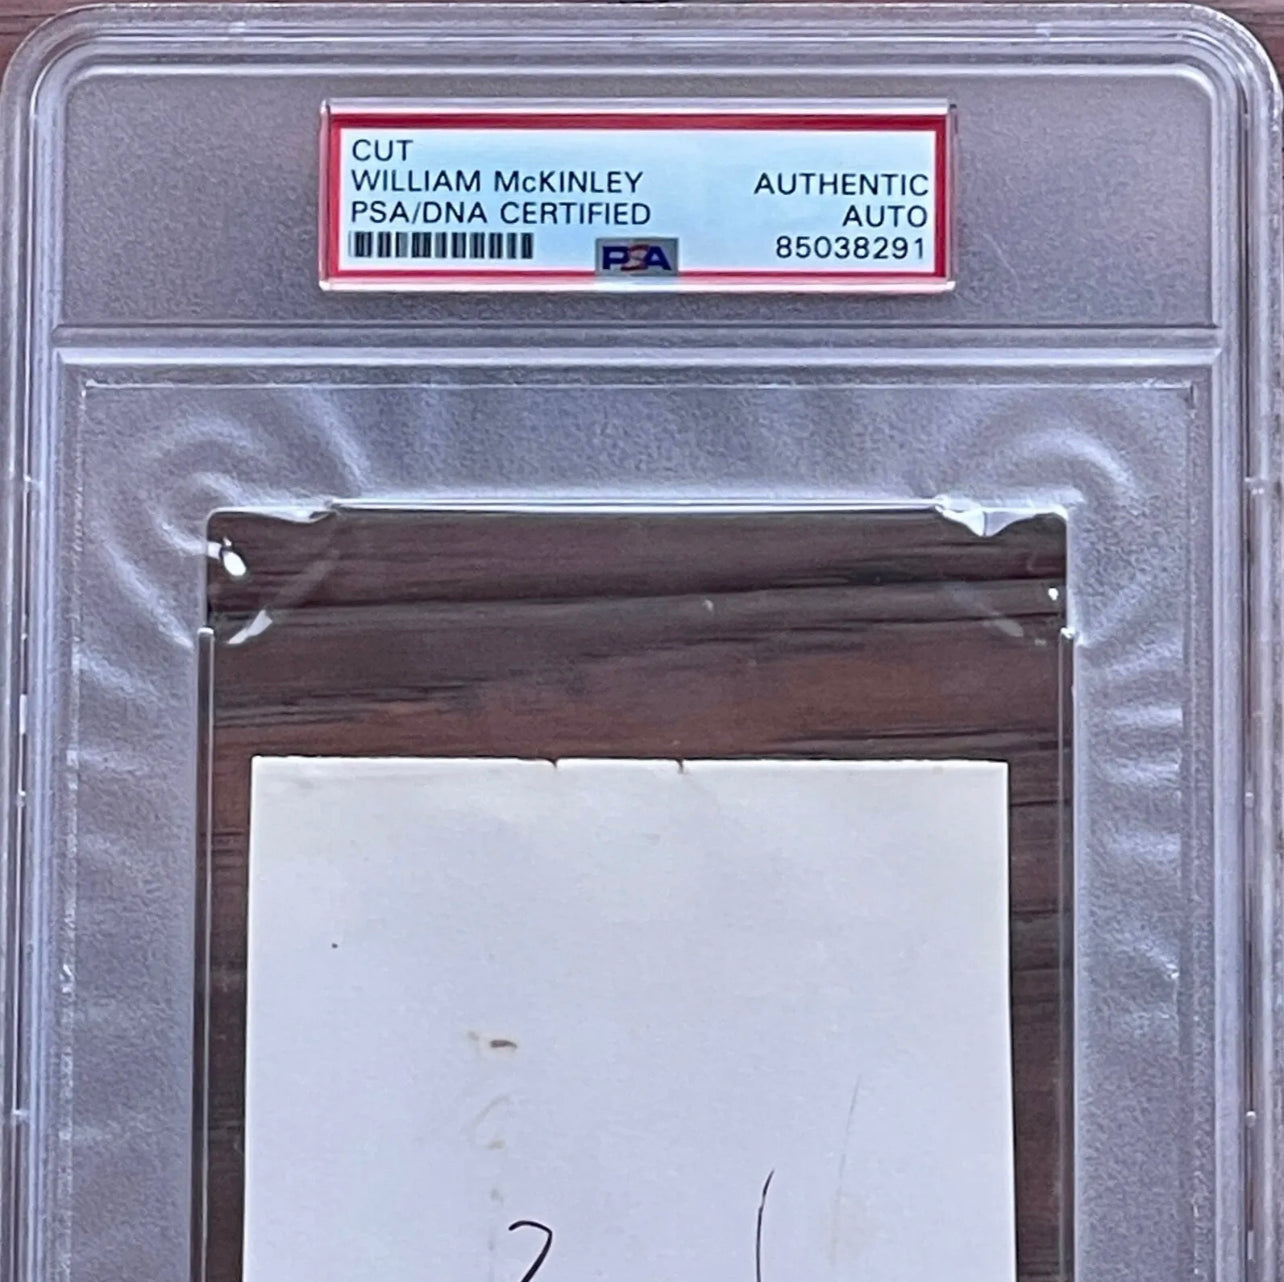 CUT
WILLIAM McKINLEY
PSA/DNA CERTIFIED
AUTHENTIC
AUTO
85038291
PSA